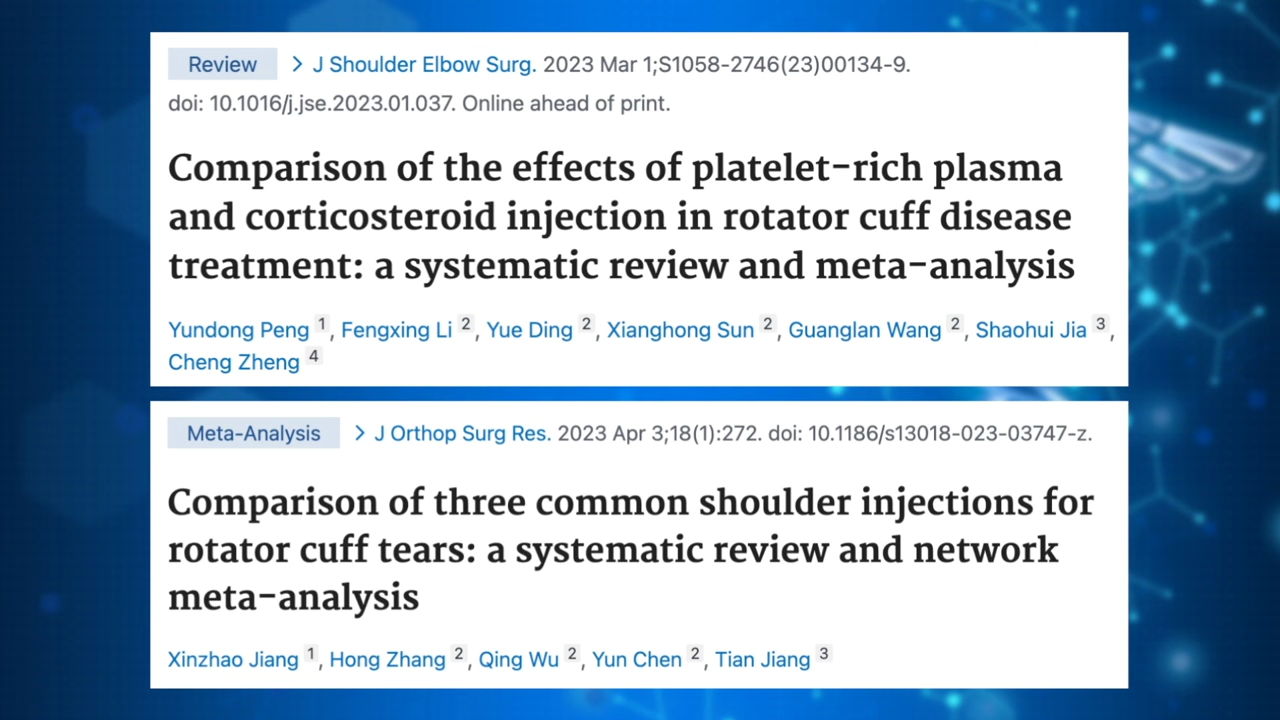 Review > J Shoulder Elbow Surg. 2023 Mar 1;S1058-2746(23)00134-9.
doi: 10.1016/j.jse.2023.01.037. Online ahead of print.
Comparison of the effects of platelet-rich plasma
and corticosteroid injection in rotator cuff disease
treatment: a systematic review and meta-analysis
Yundong Peng 1, Fengxing Li 2, Yue Ding 2, Xianghong Sun 2, Guanglan Wang 2, Shaohui Jia 3,
Cheng Zheng 4
Meta-Analysis > J Orthop Surg Res. 2023 Apr 3;18(1):272. doi: 10.1186/s13018-023-03747-z.
Comparison of three common shoulder injections for
rotator cuff tears: a systematic review and network
meta-analysis
Xinzhao Jiang 1, Hong Zhang 2, Qing Wu 2, Yun Chen 2, Tian Jiang 3